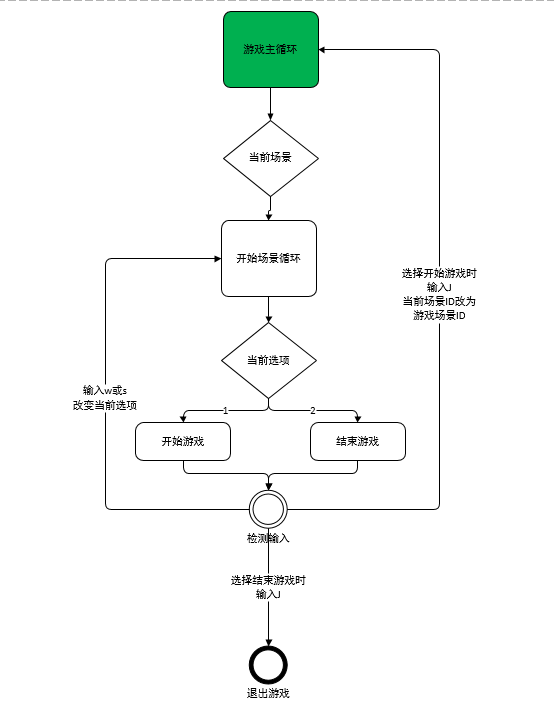 游戏主循环
当前场景
开始场景循环
选择开始游戏时
输入J
当前场景ID改为
游戏场景ID
当前选项
输入w或s
改变当前选项
1
2
开始游戏
结束游戏
检测输入
选择结束游戏时
输入J
退出游戏